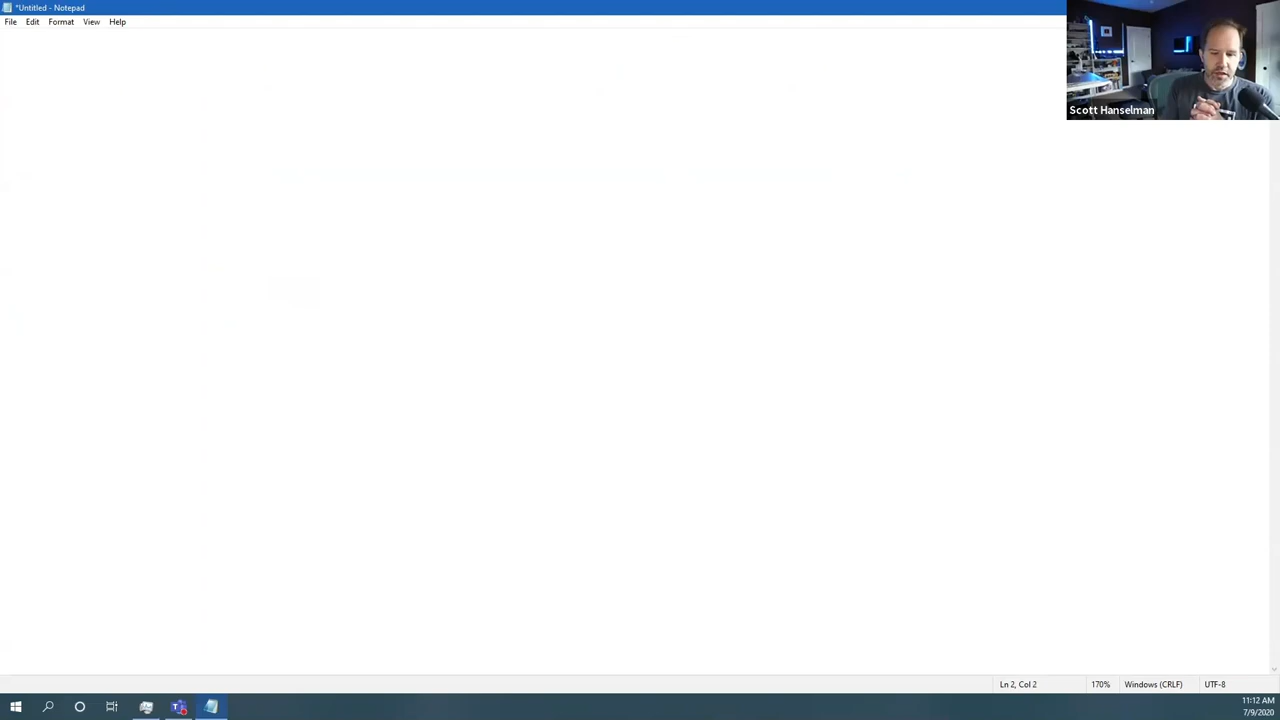 *Untitled - Notepad
File Edit Format View Help
Scott Hanselman
Ln 2, Col 2 170% Windows (CRLF) UTF-8
11:12 AM
7/9/2020